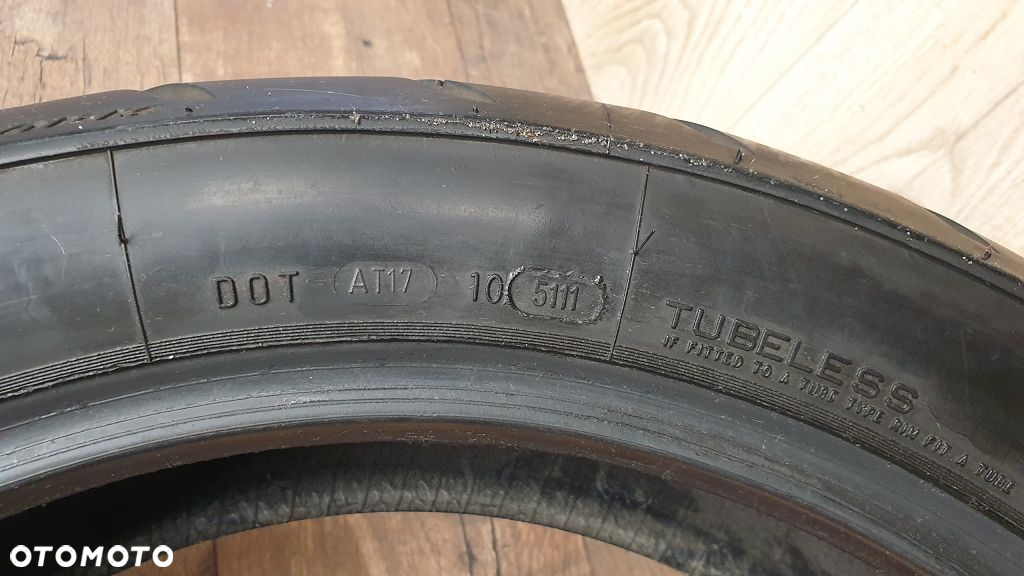 DOT AT17 10 5111
TUBELESS
IF FITTED TO A TUBE TYPE RIM FIT A TUBE
OTOMOTO